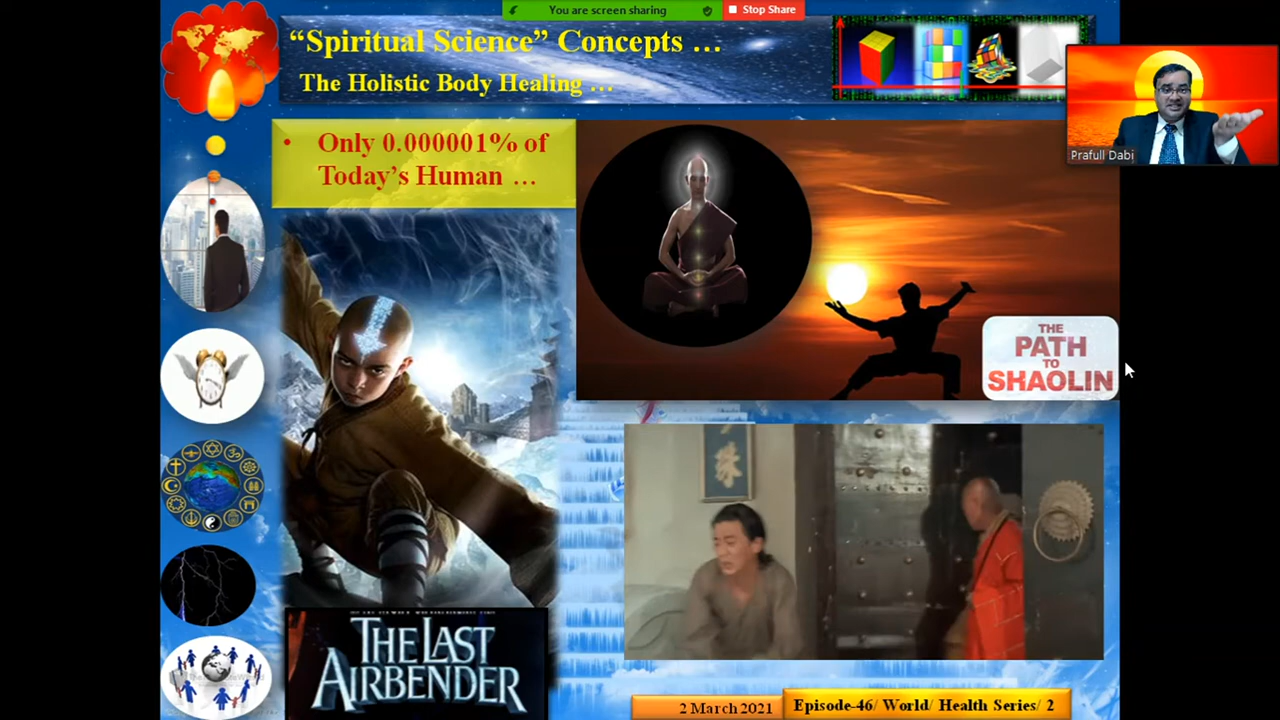 You are screen sharing
Stop Share
“Spiritual Science” Concepts …
The Holistic Body Healing …
Prafull Dabi
• Only 0.000001% of
Today’s Human …
THE
PATH
TO
SHAOLIN
THE LAST
AIRBENDER
2 March 2021
Episode-46/ World/ Health Series/ 2